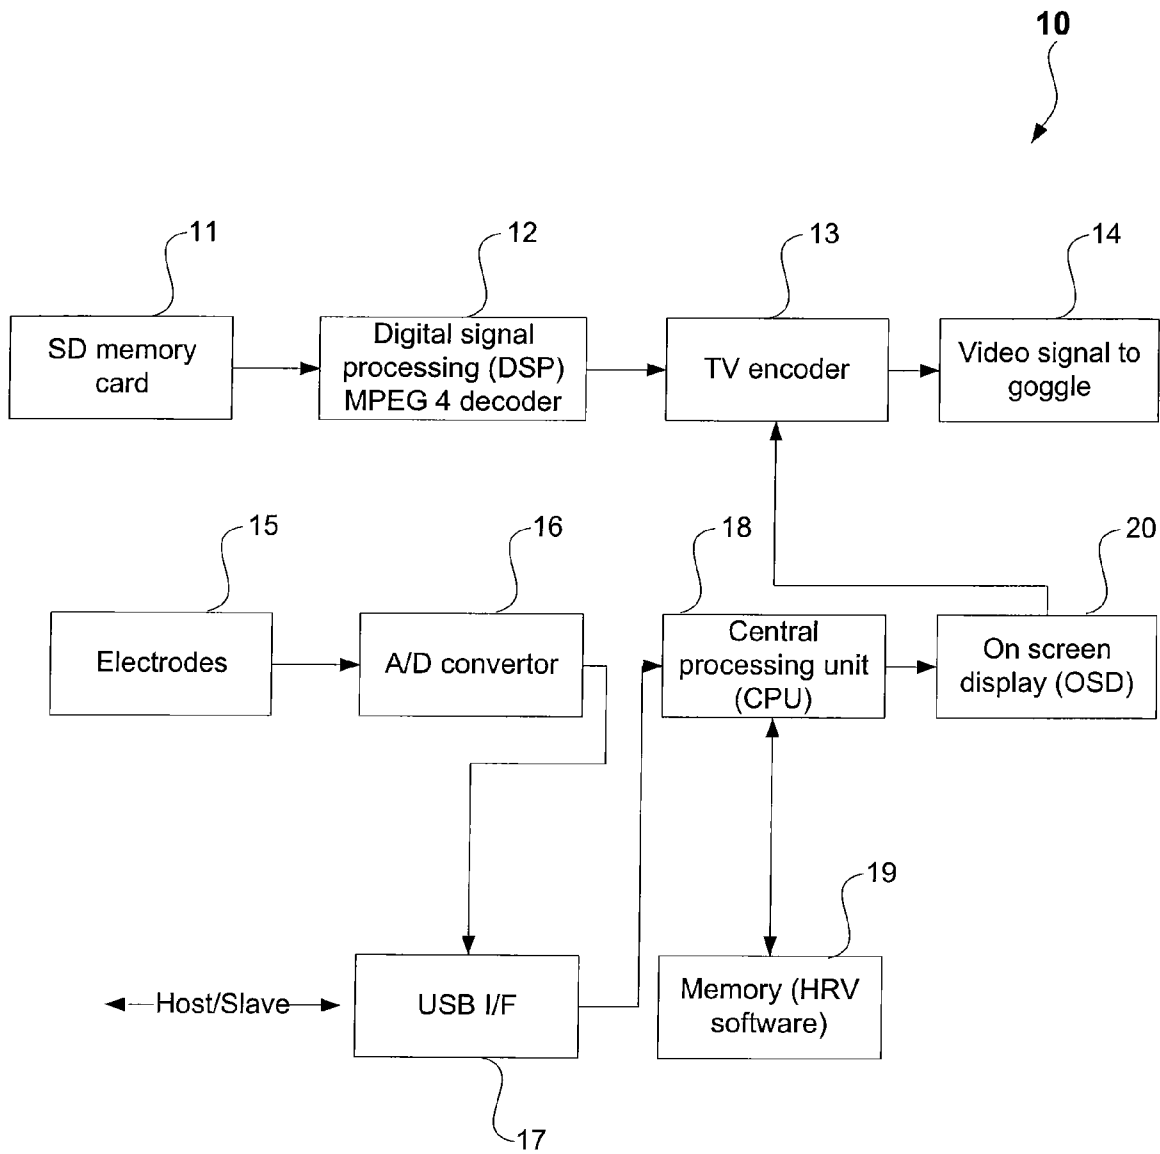 10
11
12
13
14
SD memory
card
Digital signal
processing (DSP)
MPEG 4 decoder
TV encoder
Video signal to
goggle
15
16
18
20
Electrodes
A/D convertor
Central
processing unit
(CPU)
On screen
display (OSD)
19
Host/Slave
USB I/F
Memory (HRV
software)
17